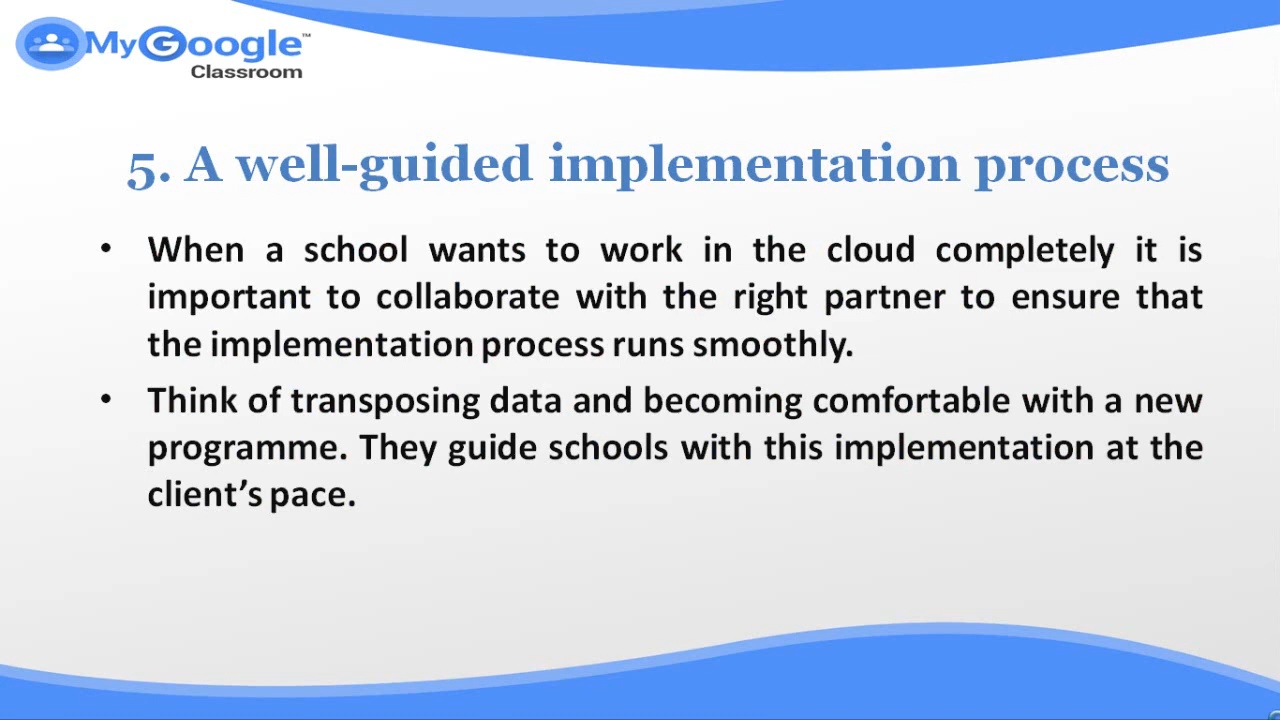 MyGoogle™
Classroom
5. A well-guided implementation process
• When a school wants to work in the cloud completely it is
important to collaborate with the right partner to ensure that
the implementation process runs smoothly.
• Think of transposing data and becoming comfortable with a new
programme. They guide schools with this implementation at the
client’s pace.